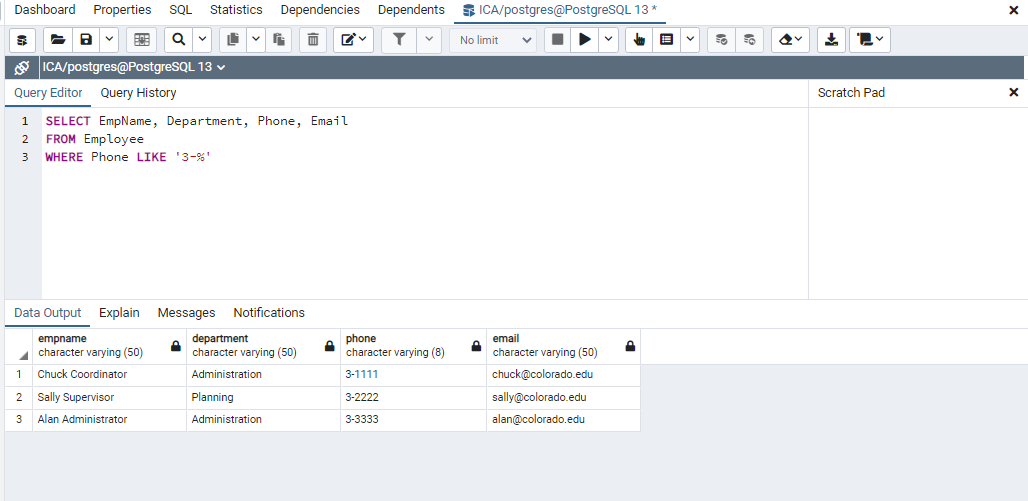 Dashboard Properties SQL Statistics Dependencies Dependents ICA/postgres@PostgreSQL 13 *
No limit
ICA/postgres@PostgreSQL 13
Query Editor Query History Scratch Pad
1 SELECT EmpName, Department, Phone, Email
2 FROM Employee
3 WHERE Phone LIKE '3-%'
Data Output Explain Messages Notifications
empname department phone email
character varying (50) character varying (50) character varying (8) character varying (50)
1 Chuck Coordinator Administration 3-1111 chuck@colorado.edu
2 Sally Supervisor Planning 3-2222 sally@colorado.edu
3 Alan Administrator Administration 3-3333 alan@colorado.edu